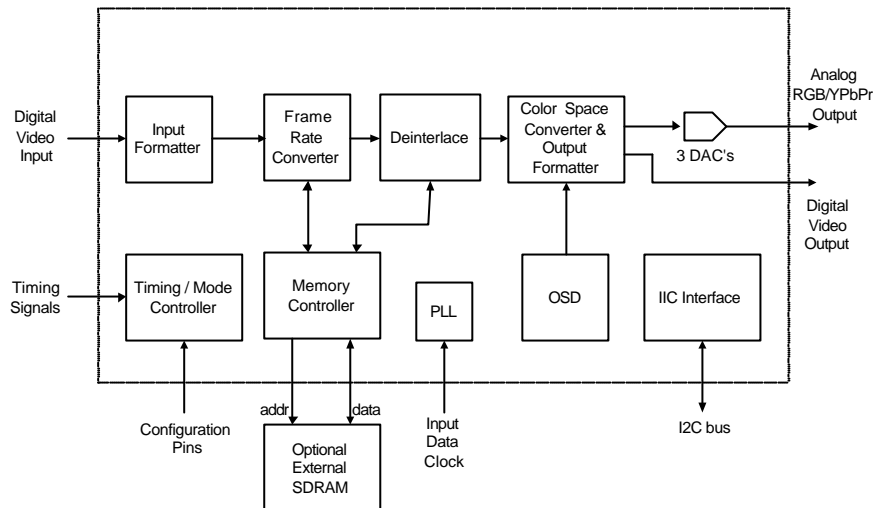 Digital
Video
Input
Input
Formatter
Frame
Rate
Converter
Deinterlace
Color Space
Converter &
Output
Formatter
3 DAC's
Analog
RGB/YPbPr
Output
Digital
Video
Output
Timing
Signals
Timing / Mode
Controller
Memory
Controller
PLL
OSD
IIC Interface
Configuration
Pins
addr
data
Optional
External
SDRAM
Input
Data
Clock
I2C bus